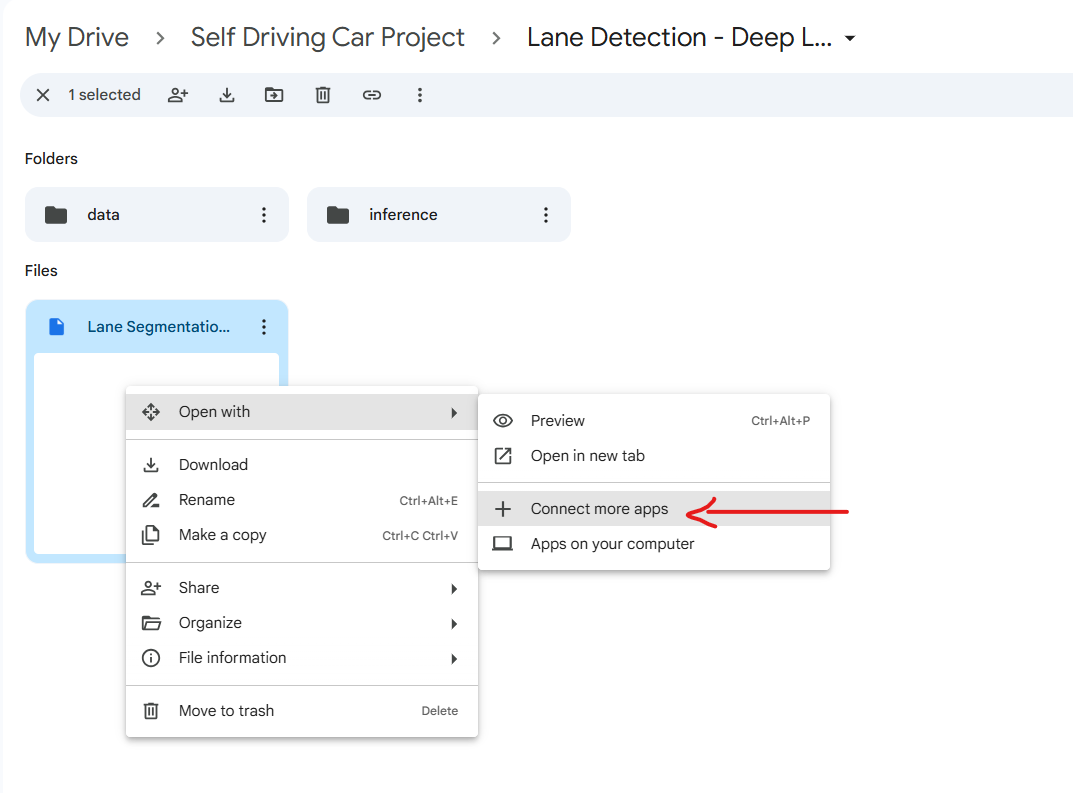 My Drive > Self Driving Car Project > Lane Detection - Deep L...
1 selected
Folders
data
inference
Files
Lane Segmentatio...
Open with
Download
Rename Ctrl+Alt+E
Make a copy Ctrl+C Ctrl+V
Share
Organize
File information
Move to trash Delete
Preview Ctrl+Alt+P
Open in new tab
Connect more apps
Apps on your computer